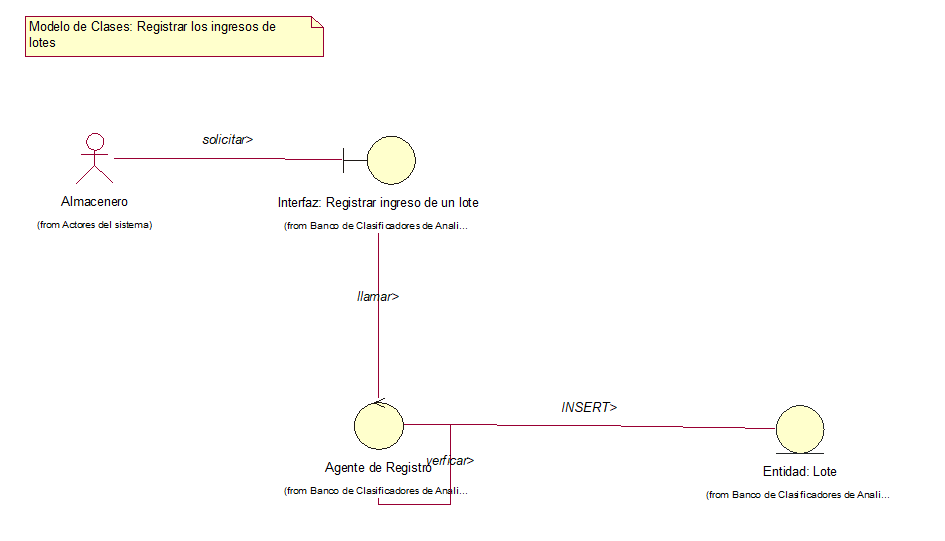 Modelo de Clases: Registrar los ingresos de
lotes
solicitar>
Almacenero
(from Actores del sistema)
Interfaz: Registrar ingreso de un lote
(from Banco de Clasificadores de Anali...
llamar>
INSERT>
verficar>
Agente de Registro
(from Banco de Clasificadores de Anali...
Entidad: Lote
(from Banco de Clasificadores de Anali...